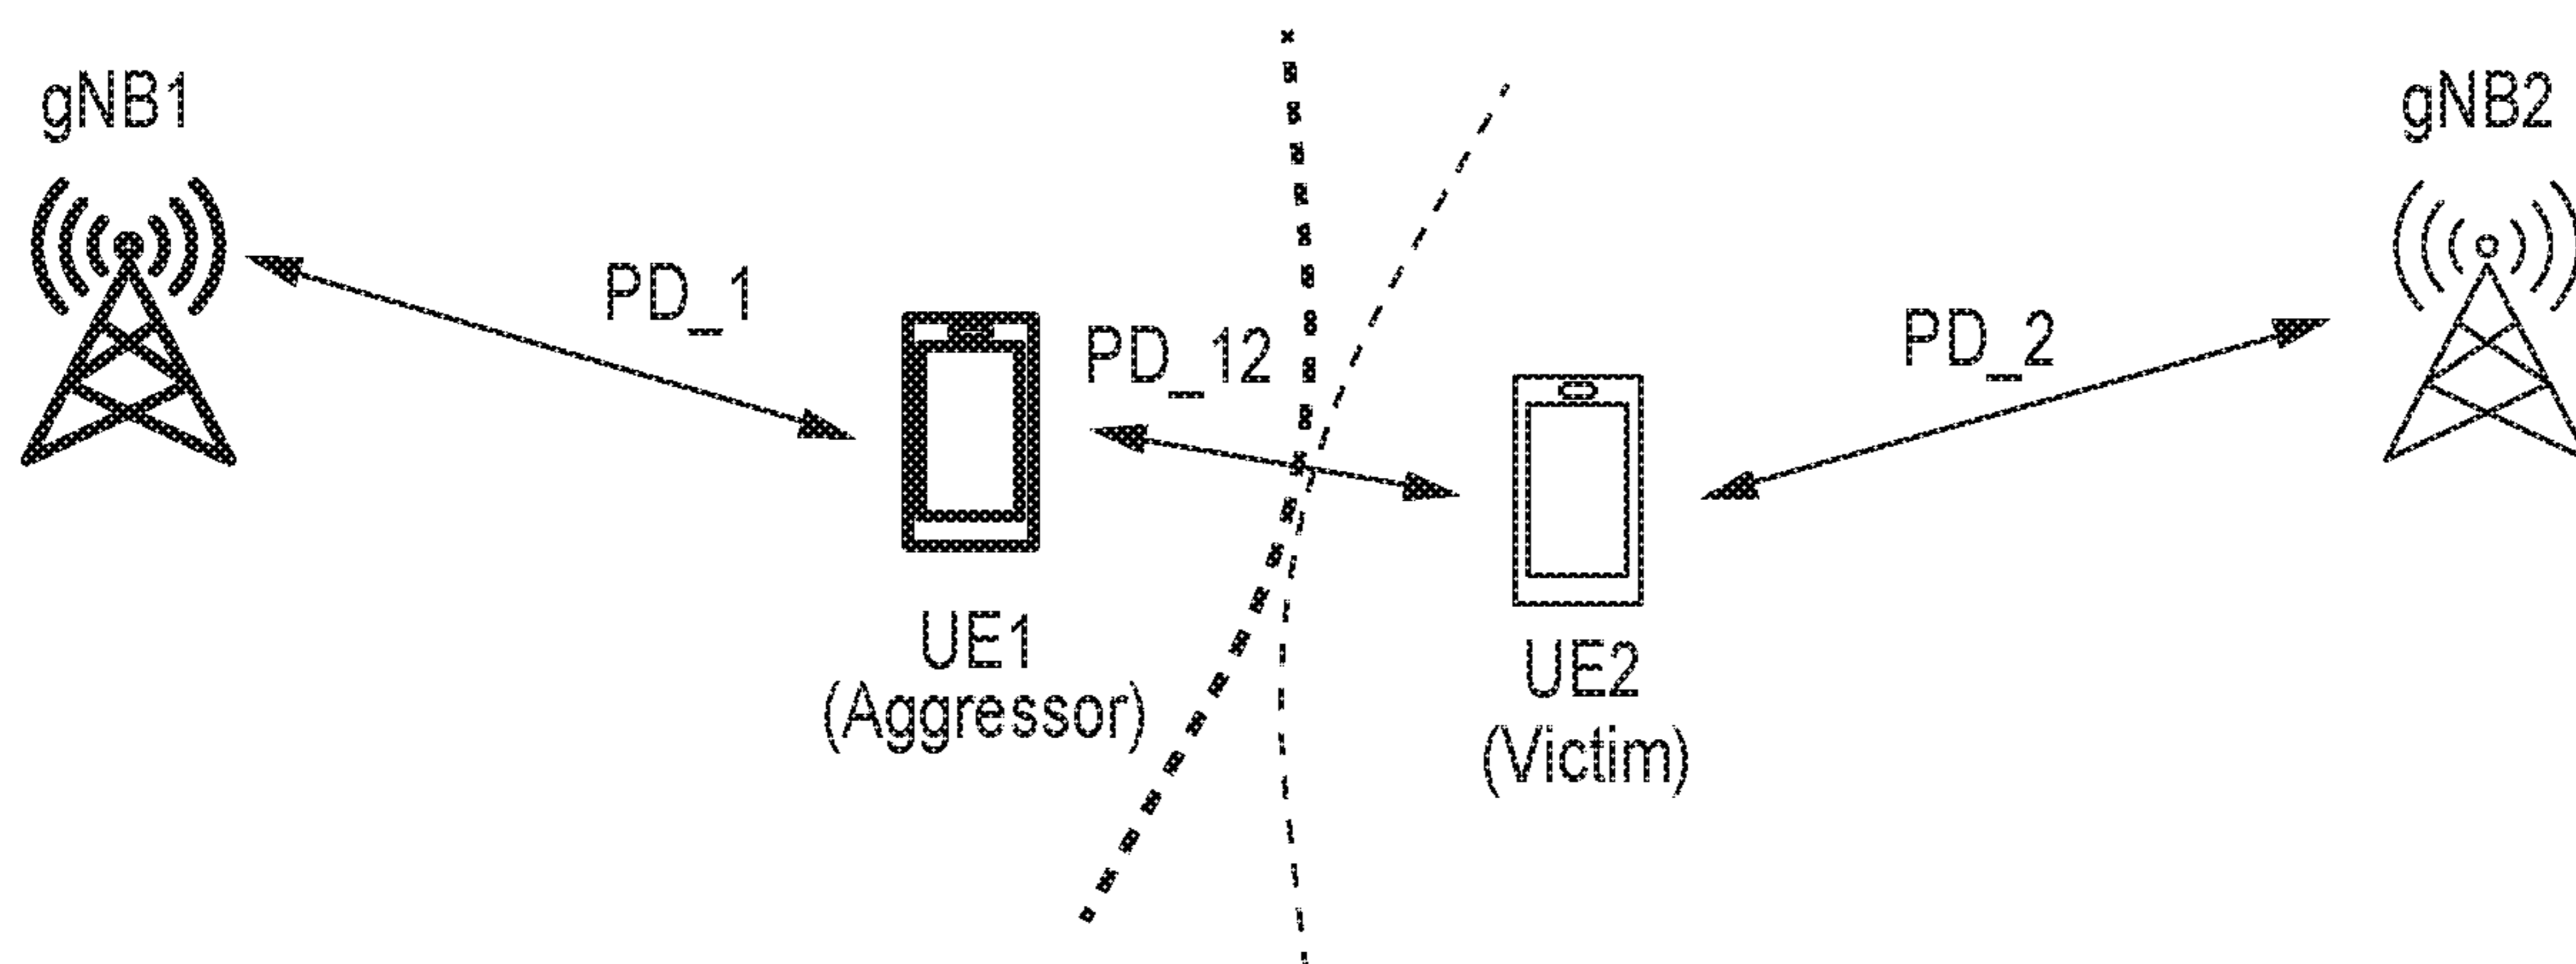 gNB1
gNB2
PD_1
PD_12
PD_2
UE1
(Aggressor)
UE2
(Victim)